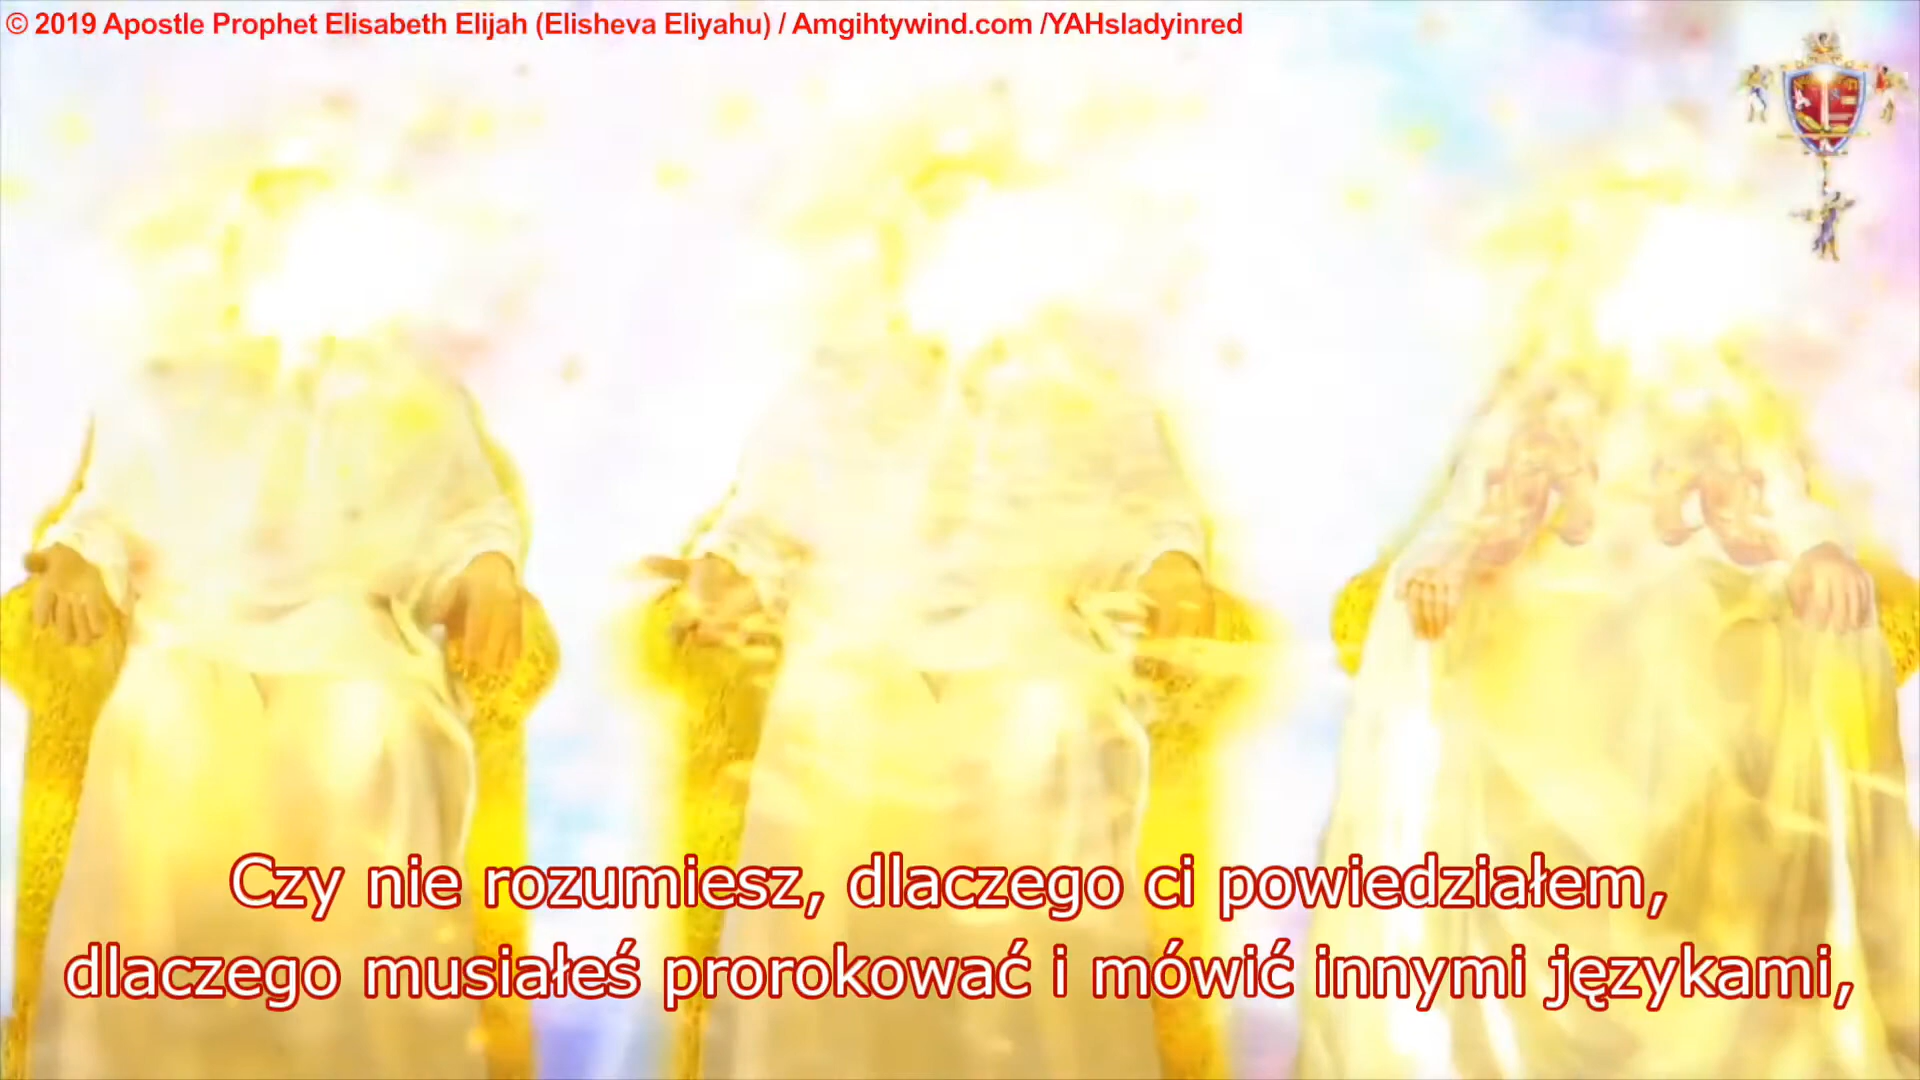 © 2019 Apostle Prophet Elisabeth Elijah (Elisheva Eliyahu) / Amgihtywind.com /YAHsladyinred
Czy nie rozumiesz, dlaczego ci powiedziałem,
dlaczego musiałeś prorokować i mówić innymi językami,